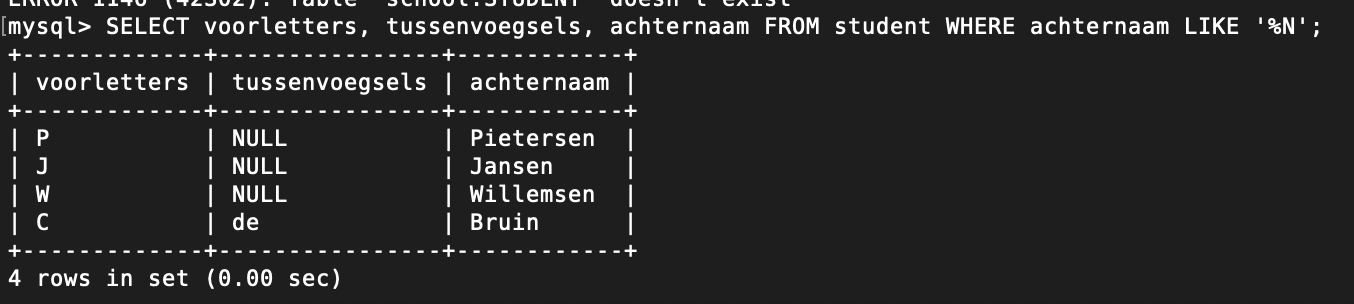 ERROR 1146 (42S02): Table 'school.STUDENT' doesn't exist
[mysql> SELECT voorletters, tussenvoegsels, achternaam FROM student WHERE achternaam LIKE '%N';
+-------------+----------------+------------+
| voorletters | tussenvoegsels | achternaam |
+-------------+----------------+------------+
| P           | NULL           | Pietersen  |
| J           | NULL           | Jansen     |
| W           | NULL           | Willemsen  |
| C           | de             | Bruin      |
+-------------+----------------+------------+
4 rows in set (0.00 sec)